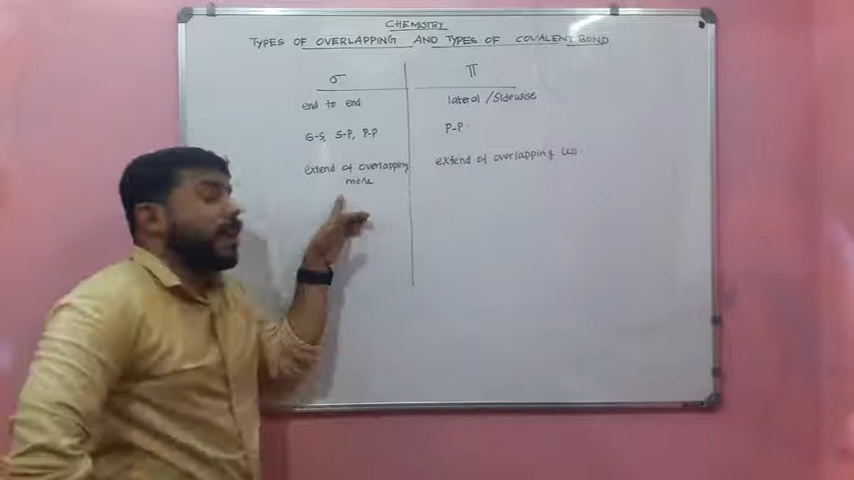 CHEMISTRY
TYPES OF OVERLAPPING AND TYPES OF COVALENT BOND
σ
π
end to end
lateral / Sidewise
S-S, S-P, P-P
P-P
extend of overlapping
more
extend of overlapping less.